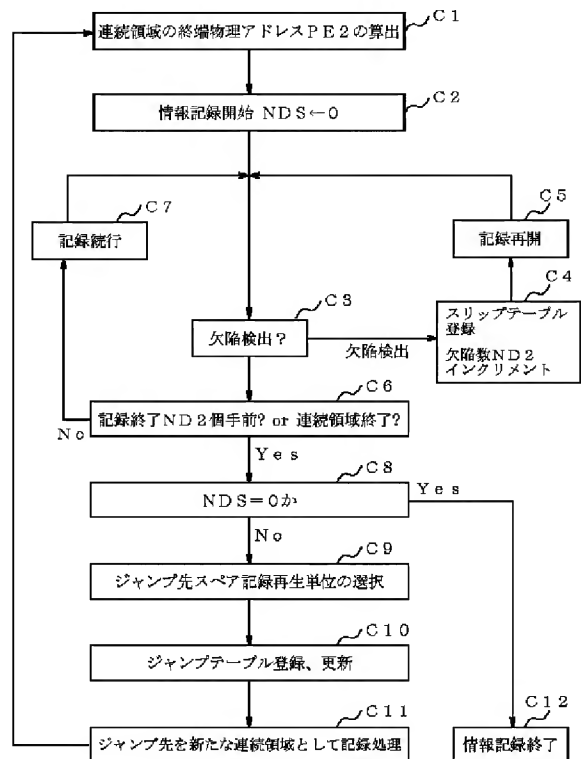 C1
連続領域の終端物理アドレスPE2の算出
C2
情報記録開始 NDS←0
C7
記録続行
C5
記録再開
C4
スリップテーブル
登録
欠陥数ND2
インクリメント
C3
欠陥検出？
欠陥検出
C6
記録終了ND2個手前? or 連続領域終了?
No
Yes
C8
NDS＝0か
Yes
No
C9
ジャンプ先スペア記録再生単位の選択
C10
ジャンプテーブル登録、更新
C11
ジャンプ先を新たな連続領域として記録処理
C12
情報記録終了